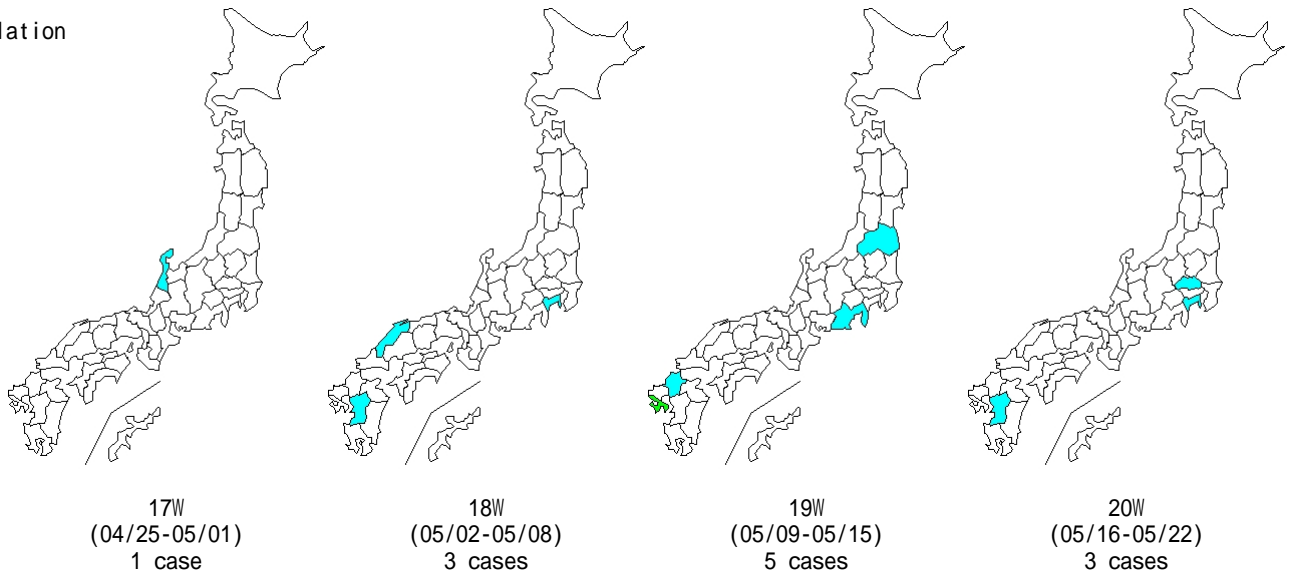 lation
17W
(04/25-05/01)
1 case
18W
(05/02-05/08)
3 cases
19W
(05/09-05/15)
5 cases
20W
(05/16-05/22)
3 cases